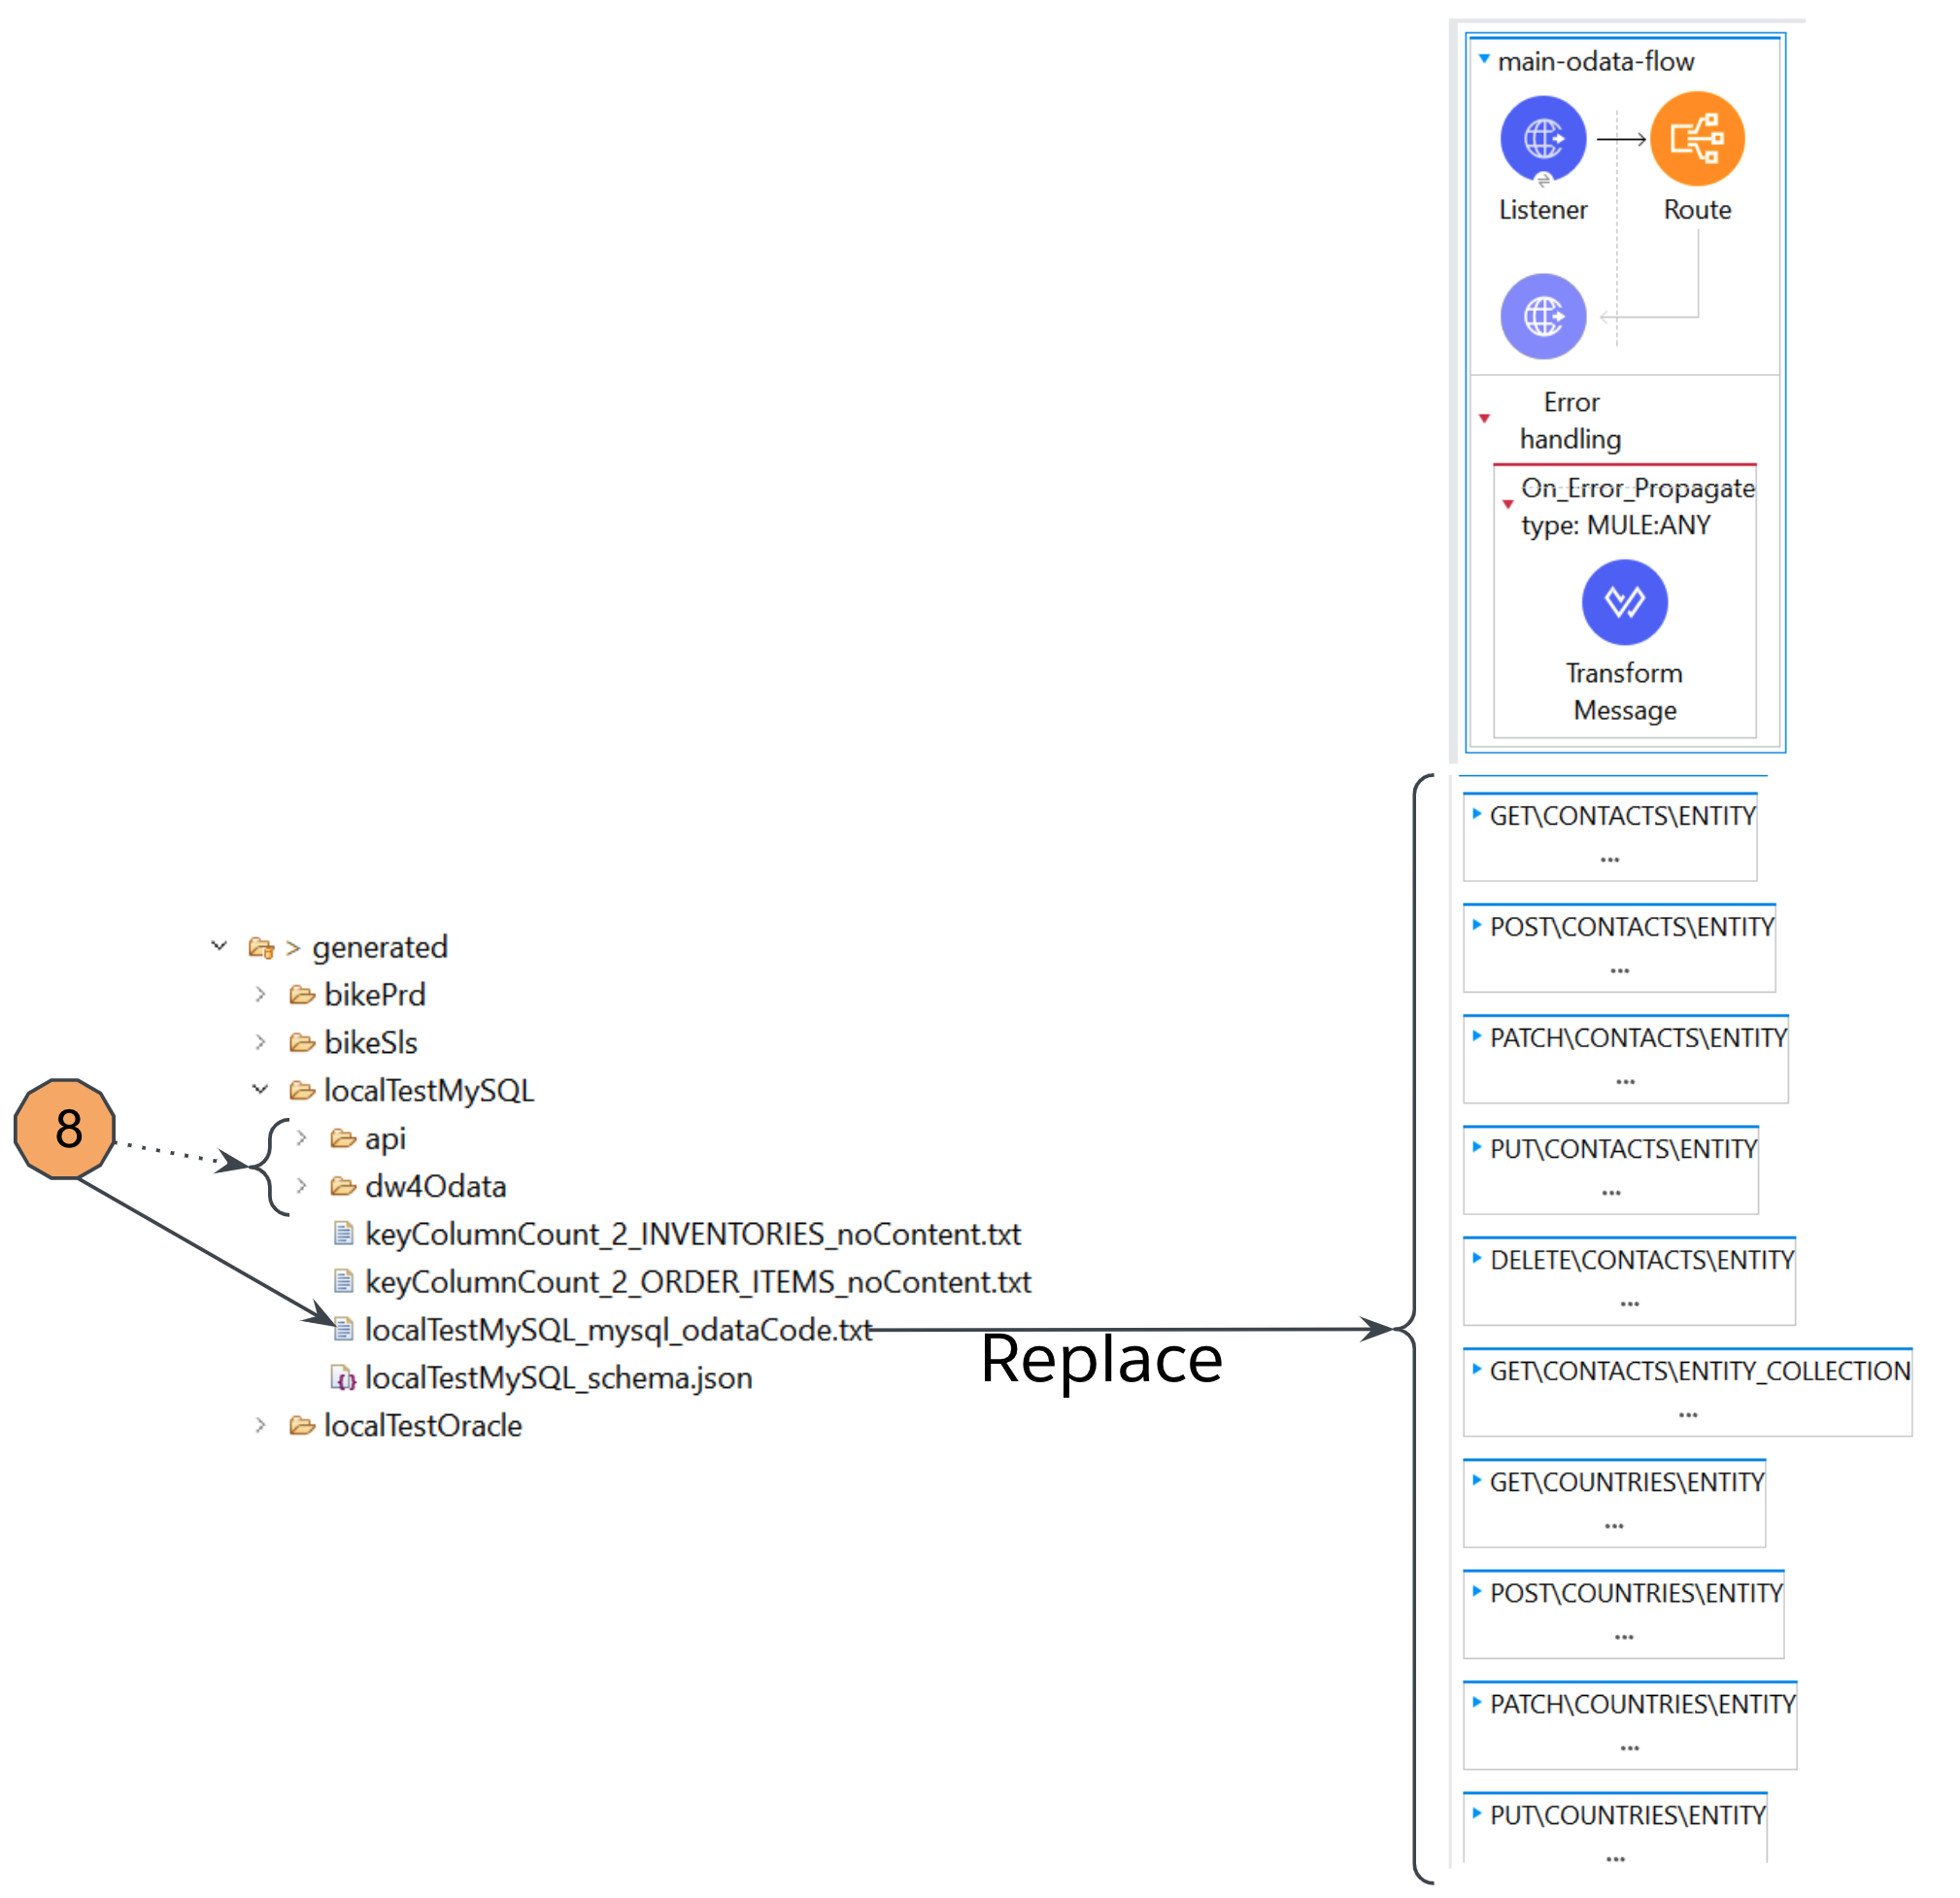 main-odata-flow
Listener
Route
Error
handling
On_Error_Propagate
type: MULE:ANY
Transform
Message
> generated
bikePrd
bikeSls
localTestMySQL
8
api
dw4Odata
keyColumnCount_2_INVENTORIES_noContent.txt
keyColumnCount_2_ORDER_ITEMS_noContent.txt
localTestMySQL_mysql_odataCode.txt
Replace
localTestMySQL_schema.json
localTestOracle
GET\CONTACTS\ENTITY
...
POST\CONTACTS\ENTITY
...
PATCH\CONTACTS\ENTITY
...
PUT\CONTACTS\ENTITY
...
DELETE\CONTACTS\ENTITY
...
GET\CONTACTS\ENTITY_COLLECTION
...
GET\COUNTRIES\ENTITY
...
POST\COUNTRIES\ENTITY
...
PATCH\COUNTRIES\ENTITY
...
PUT\COUNTRIES\ENTITY
...